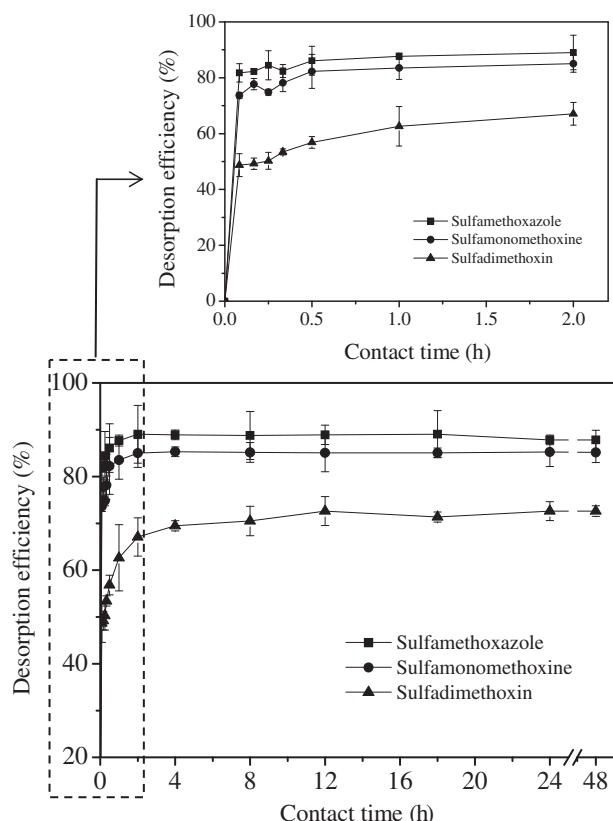 Desorption efficiency (%)
100
80
60
40
20
0
Sulfamethoxazole
Sulfamonomethoxine
Sulfadimethoxin
0.0
0.5
1.0
1.5
2.0
Contact time (h)
Desorption efficiency (%)
100
80
60
40
20
Sulfamethoxazole
Sulfamonomethoxine
Sulfadimethoxin
0
4
8
12
16
20
24
48
Contact time (h)